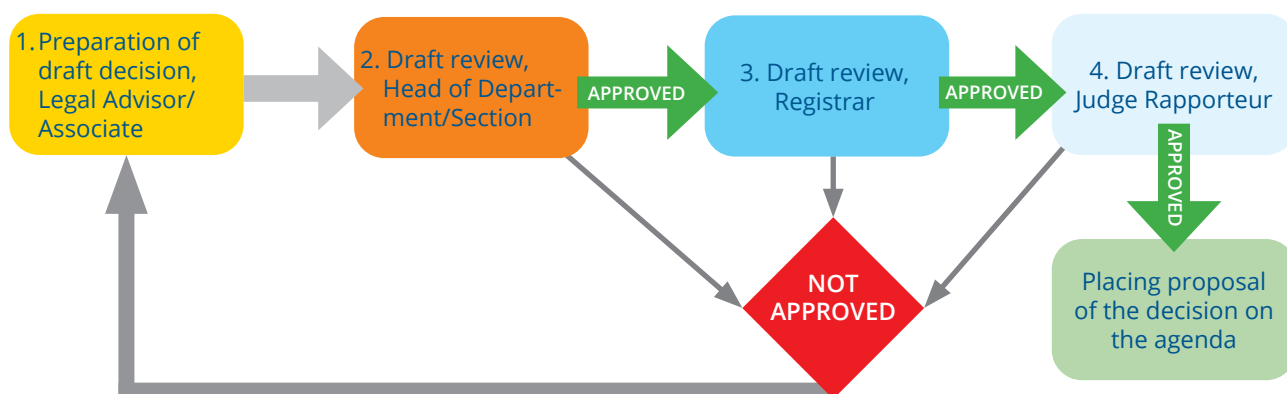 1. Preparation of
draft decision,
Legal Advisor/
Associate
2. Draft review,
Head of Depart-
ment/Section
APPROVED
3. Draft review,
Registrar
APPROVED
4. Draft review,
Judge Rapporteur
APPROVED
NOT
APPROVED
Placing proposal
of the decision on
the agenda